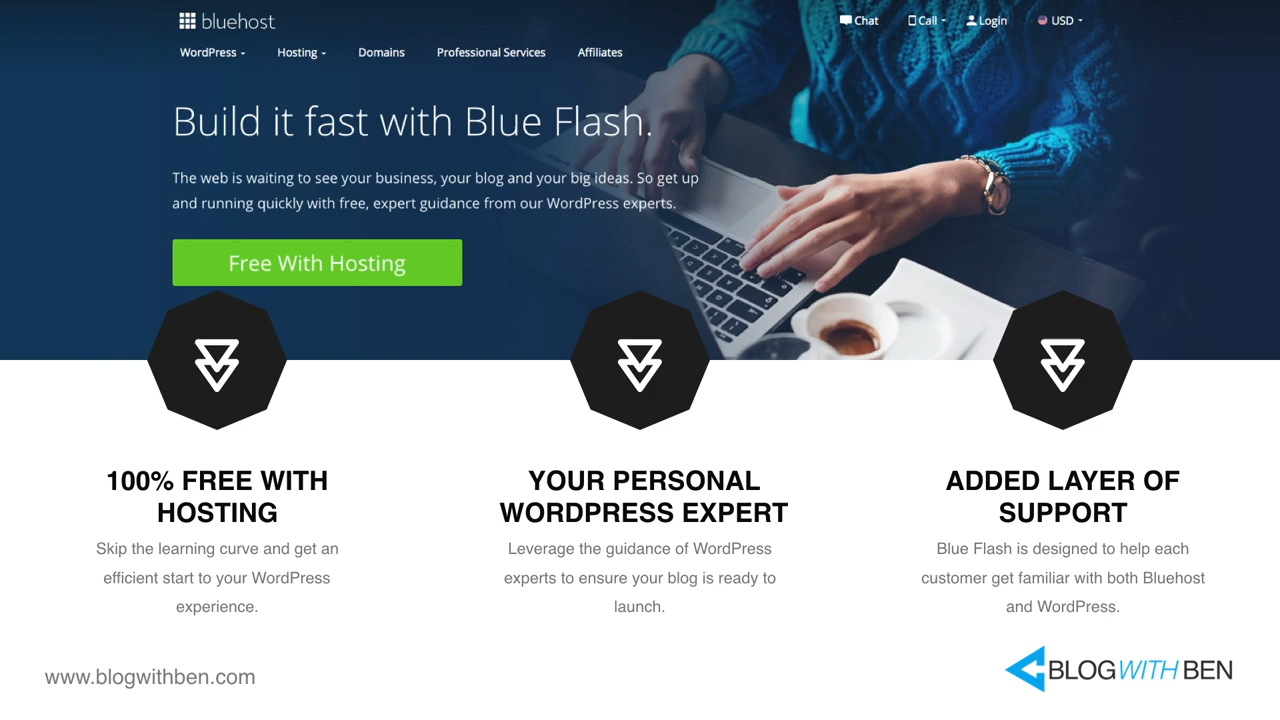 bluehost
Chat
Call
Login
USD
WordPress
Hosting
Domains
Professional Services
Affiliates
Build it fast with Blue Flash.
The web is waiting to see your business, your blog and your big ideas. So get up
and running quickly with free, expert guidance from our WordPress experts.
Free With Hosting
100% FREE WITH
HOSTING
Skip the learning curve and get an
efficient start to your WordPress
experience.
YOUR PERSONAL
WORDPRESS EXPERT
Leverage the guidance of WordPress
experts to ensure your blog is ready to
launch.
ADDED LAYER OF
SUPPORT
Blue Flash is designed to help each
customer get familiar with both Bluehost
and WordPress.
www.blogwithben.com
BLOG WITH BEN